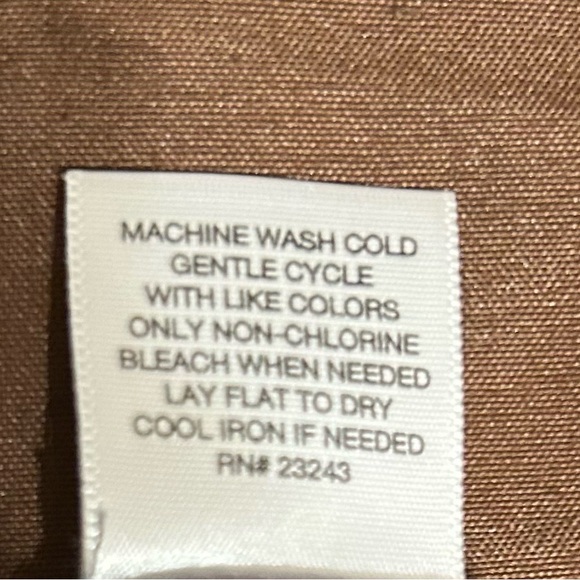 MACHINE WASH COLD
GENTLE CYCLE
WITH LIKE COLORS
ONLY NON-CHLORINE
BLEACH WHEN NEEDED
LAY FLAT TO DRY
COOL IRON IF NEEDED
RN# 23243